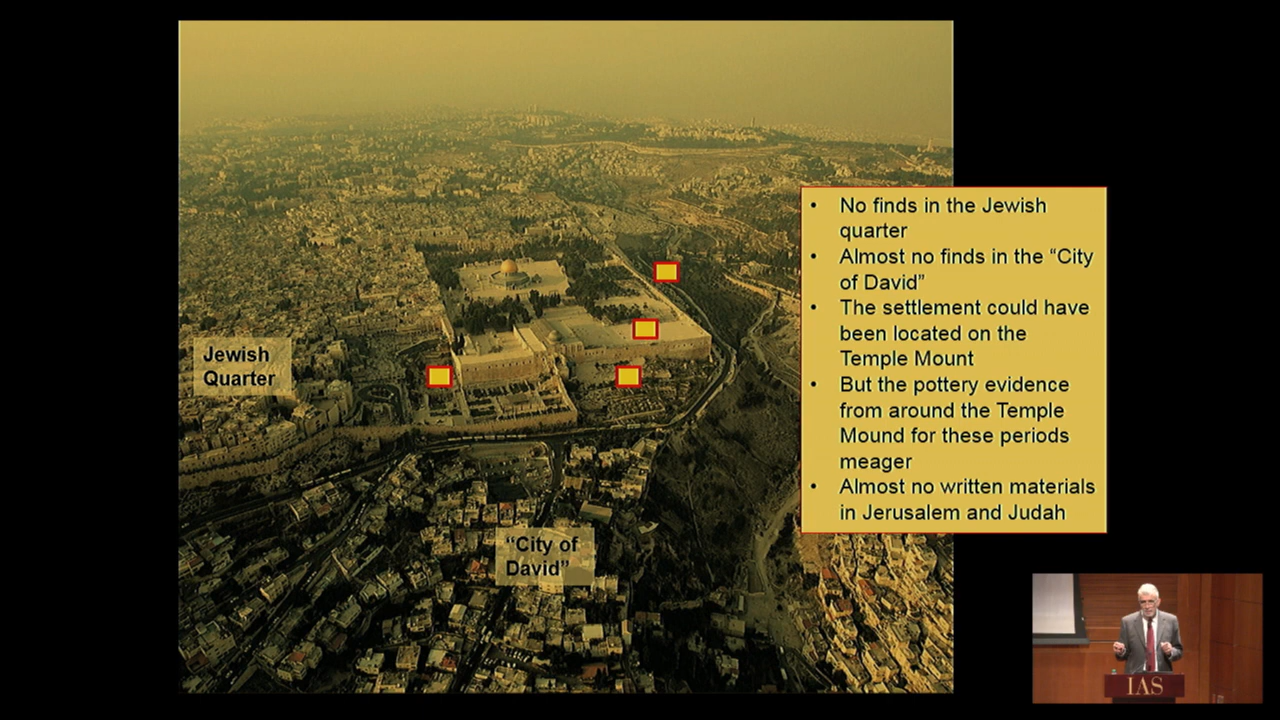 Jewish
Quarter
“City of
David”
• No finds in the Jewish
quarter
• Almost no finds in the “City
of David”
• The settlement could have
been located on the
Temple Mount
• But the pottery evidence
from around the Temple
Mound for these periods
meager
• Almost no written materials
in Jerusalem and Judah
IAS